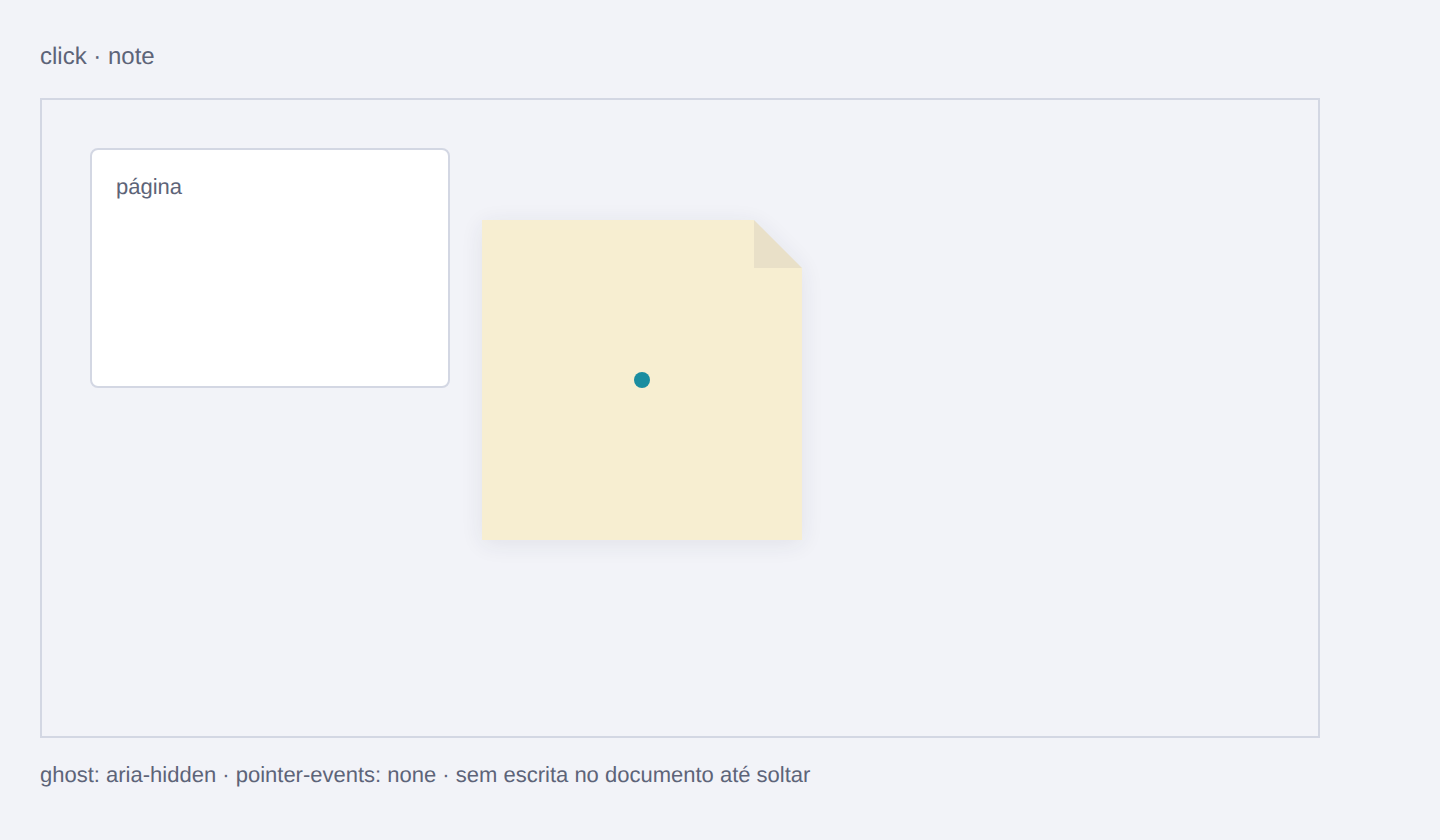 click · note
página
ghost: aria-hidden · pointer-events: none · sem escrita no documento até soltar